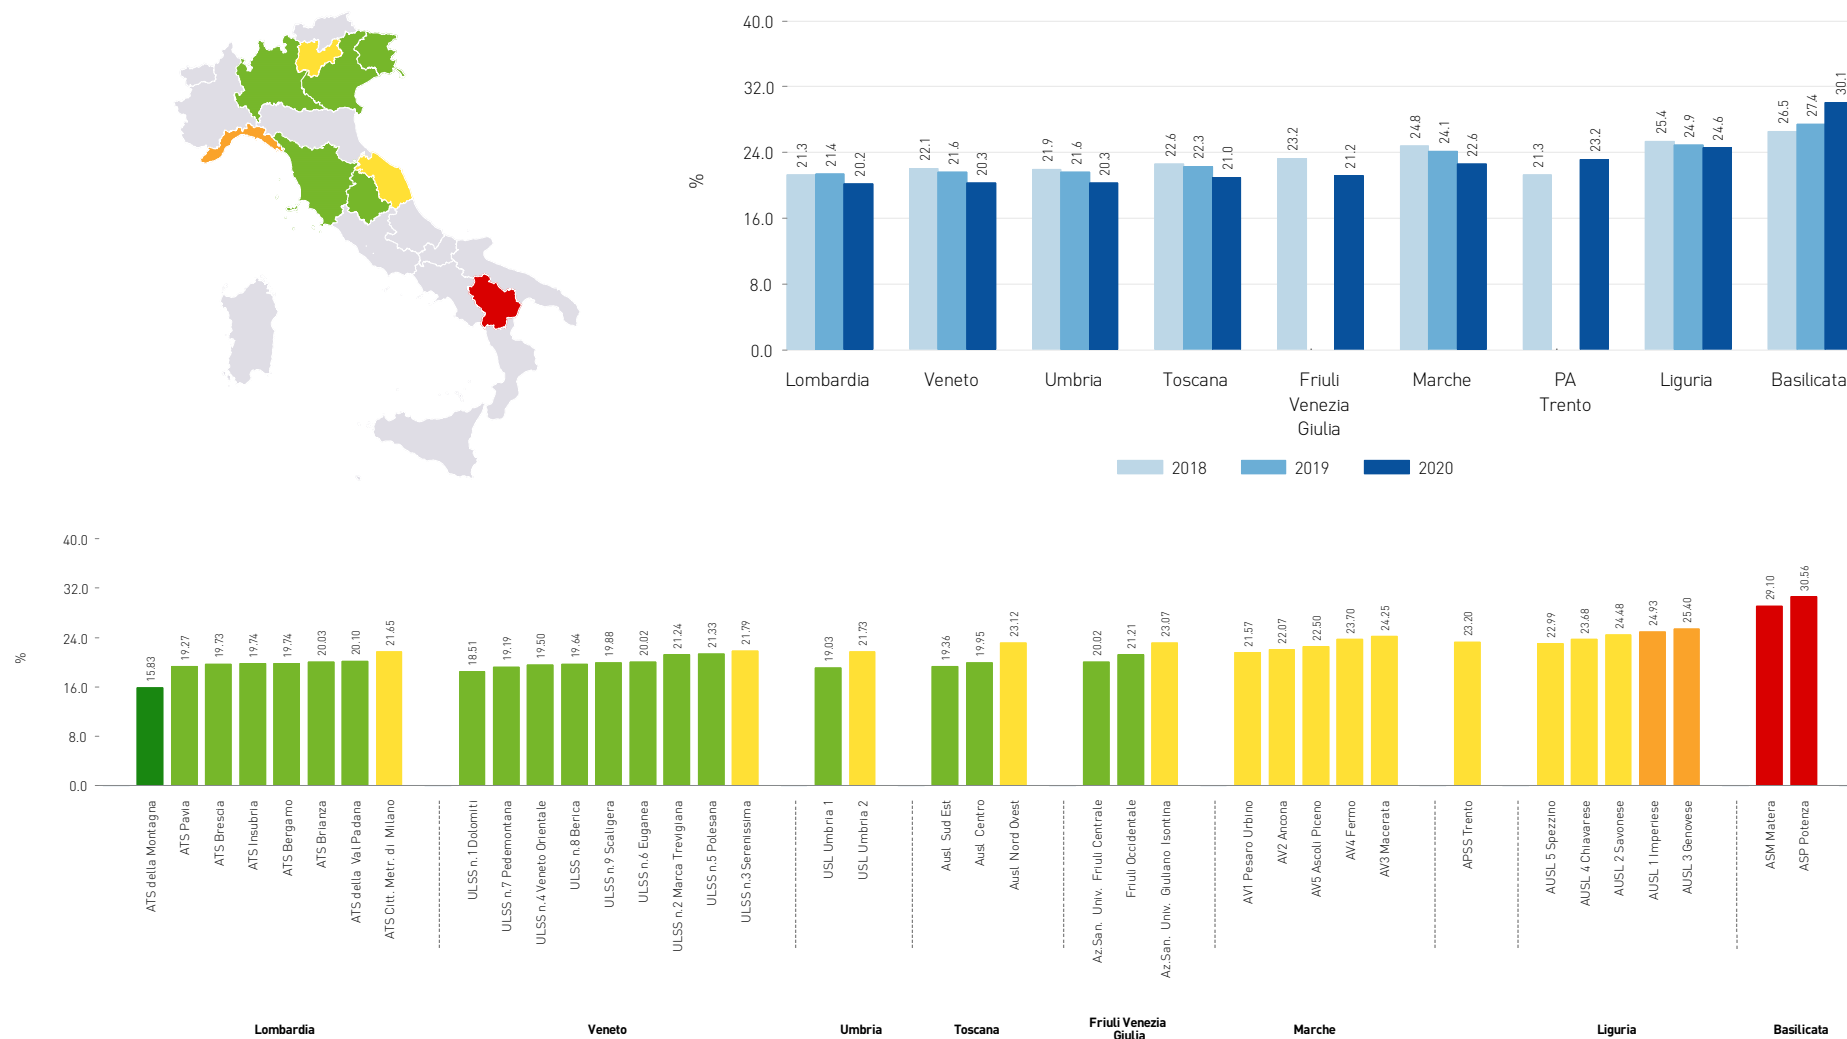 40.0
32.0
24.0
16.0
8.0
0.0
%
21.3 21.4 20.2
22.1 21.6 20.3
21.9 21.6 20.3
22.6 22.3 21.0
23.2 21.2
24.8 24.1 22.6
21.3 23.2
25.4 24.9 24.6
26.5 27.4 30.1
Lombardia
Veneto
Umbria
Toscana
Friuli
Venezia
Giulia
Marche
PA
Trento
Liguria
Basilicata
2018 2019 2020
40.0
32.0
24.0
16.0
8.0
0.0
%
15.83 19.27 19.73 19.74 19.74 20.03 20.10 21.65
18.51 19.19 19.50 19.64 19.88 20.02 21.24 21.33 21.79
19.03 21.73
19.36 19.95 23.12
20.02 21.21 23.07
21.57 22.07 22.50 23.70 24.25
23.20
22.99 23.68 24.48 24.93 25.40
29.10 30.56
ATS della Montagna
ATS Pavia
ATS Brescia
ATS Insubria
ATS Bergamo
ATS Brianza
ATS della Val Padana
ATS Citt. Metr. di Milano
ULSS n.1 Dolomiti
ULSS n.7 Pedemontana
ULSS n.4 Veneto Orientale
ULSS n.8 Berica
ULSS n.9 Scaligera
ULSS n.6 Euganea
ULSS n.2 Marca Trevigiana
ULSS n.5 Polesana
ULSS n.3 Serenissima
USL Umbria 1
USL Umbria 2
Ausl Sud Est
Ausl Centro
Ausl Nord Ovest
Az.San. Univ. Friuli Centrale
Friuli Occidentale
Az.San. Univ. Giuliano Isontina
AV1 Pesaro Urbino
AV2 Ancona
AV5 Ascoli Piceno
AV4 Fermo
AV3 Macerata
APSS Trento
AUSL 5 Spezzino
AUSL 4 Chiavarese
AUSL 2 Savonese
AUSL 1 Imperiese
AUSL 3 Genovese
ASM Matera
ASP Potenza
Lombardia
Veneto
Umbria
Toscana
Friuli Venezia
Giulia
Marche
Liguria
Basilicata